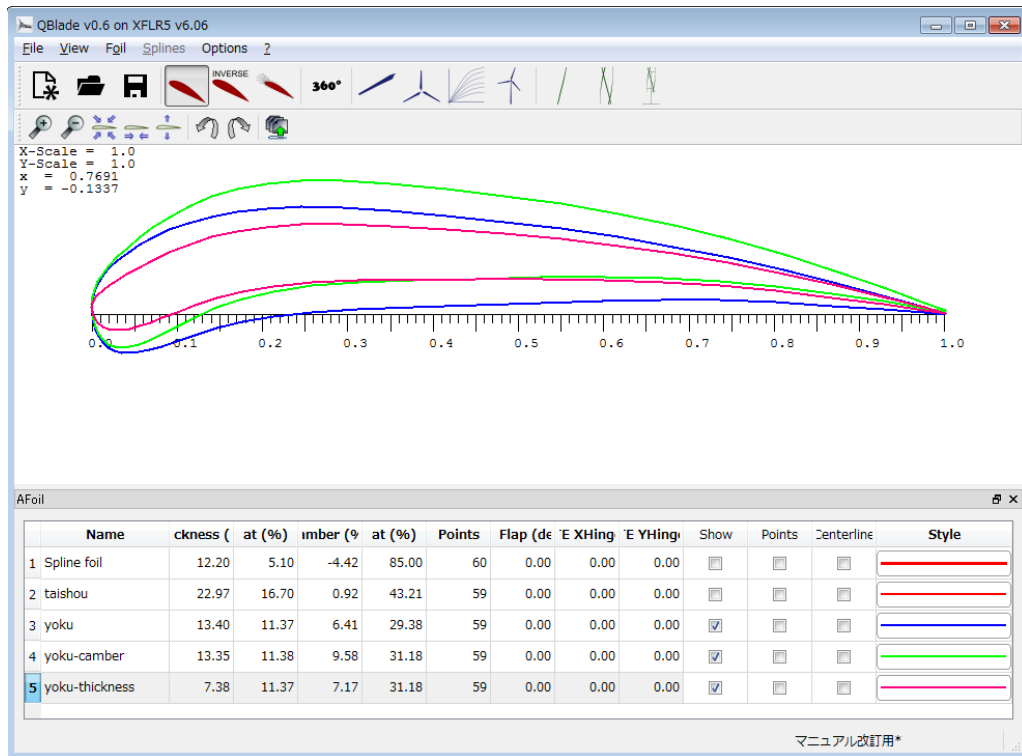 QBlade v0.6 on XFLR5 v6.06
File View Foil Splines Options ?
INVERSE
360°
X-Scale = 1.0
Y-Scale = 1.0
x = 0.7691
y = -0.1337
0.0 0.1 0.2 0.3 0.4 0.5 0.6 0.7 0.8 0.9 1.0
AFoil
Name ckness ( at (%) mber (% at (%) Points Flap (de TE XHing TE YHing Show Points Centerline Style
1 Spline foil 12.20 5.10 -4.42 85.00 60 0.00 0.00 0.00
2 taishou 22.97 16.70 0.92 43.21 59 0.00 0.00 0.00
3 yoku 13.40 11.37 6.41 29.38 59 0.00 0.00 0.00
4 yoku-camber 13.35 11.38 9.58 31.18 59 0.00 0.00 0.00
5 yoku-thickness 7.38 11.37 7.17 31.18 59 0.00 0.00 0.00
マニュアル改訂用*